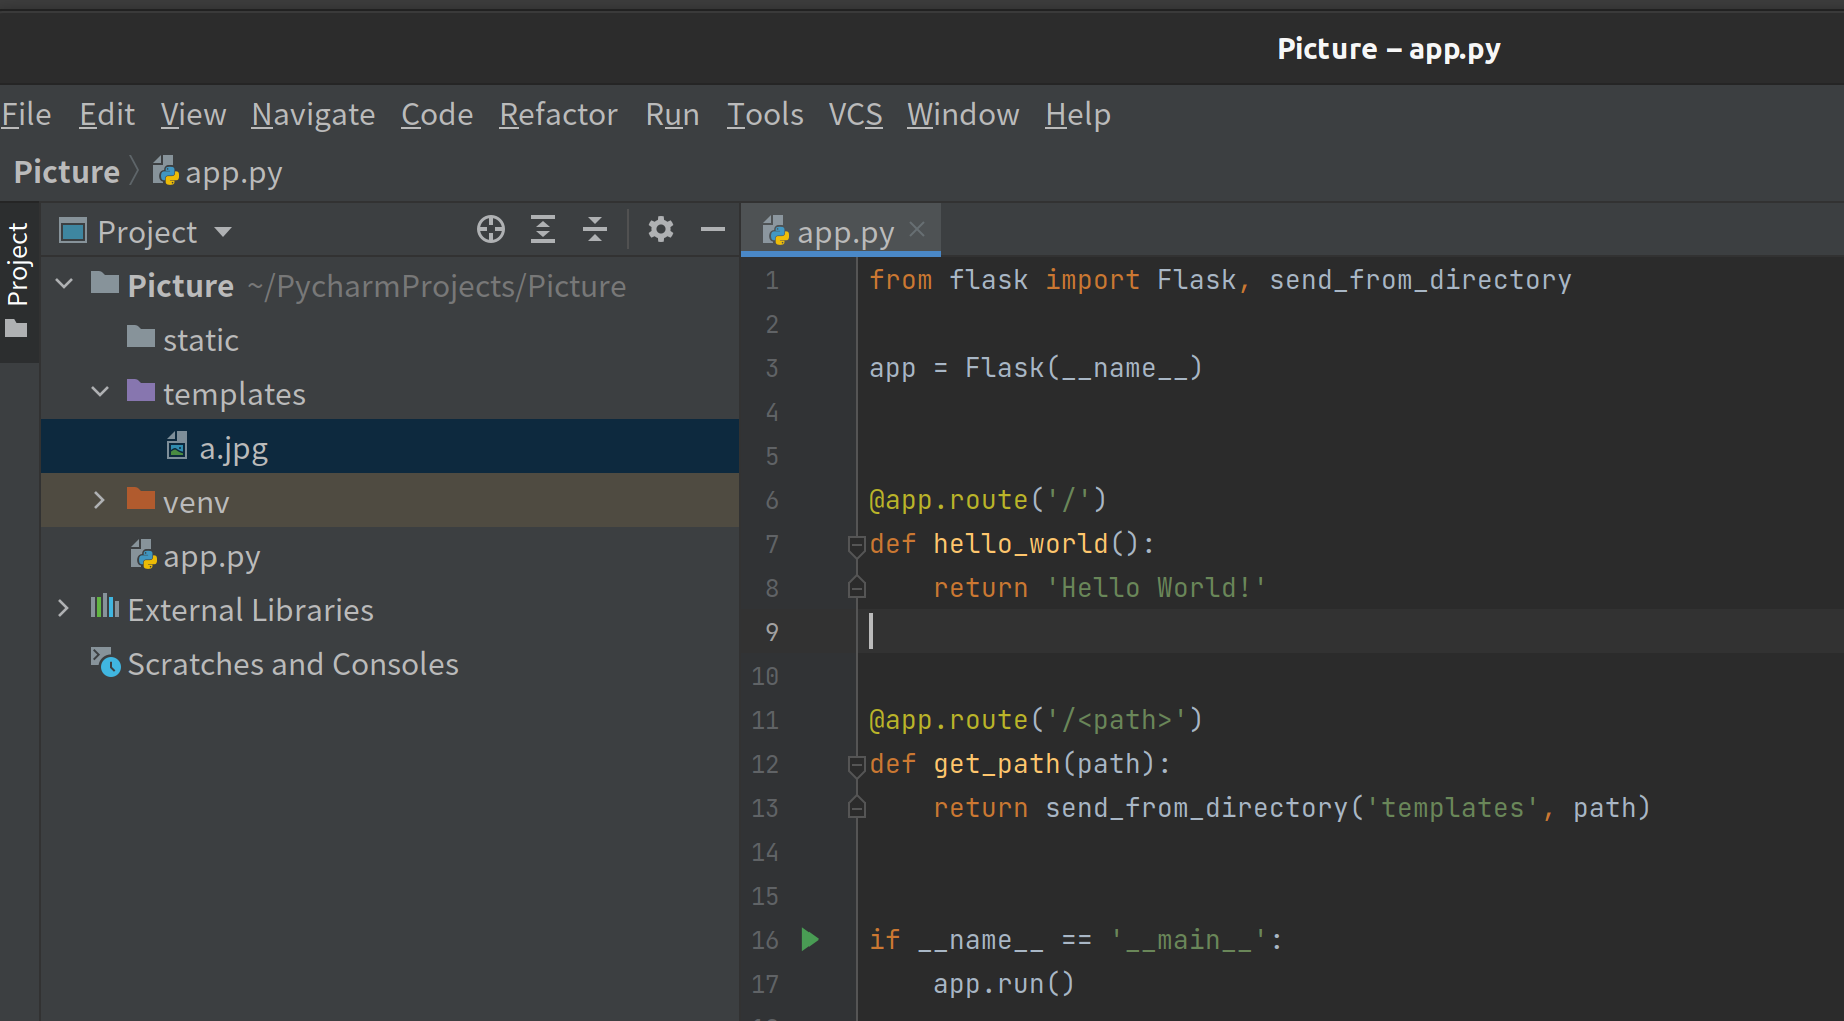 Picture – app.py
File Edit View Navigate Code Refactor Run Tools VCS Window Help
Picture app.py
Project
Project
Picture ~/PycharmProjects/Picture
static
templates
a.jpg
venv
app.py
External Libraries
Scratches and Consoles
app.py
1 from flask import Flask, send_from_directory
2
3 app = Flask(__name__)
4
5
6 @app.route('/')
7 def hello_world():
8     return 'Hello World!'
9
10
11 @app.route('/<path>')
12 def get_path(path):
13     return send_from_directory('templates', path)
14
15
16 if __name__ == '__main__':
17     app.run()